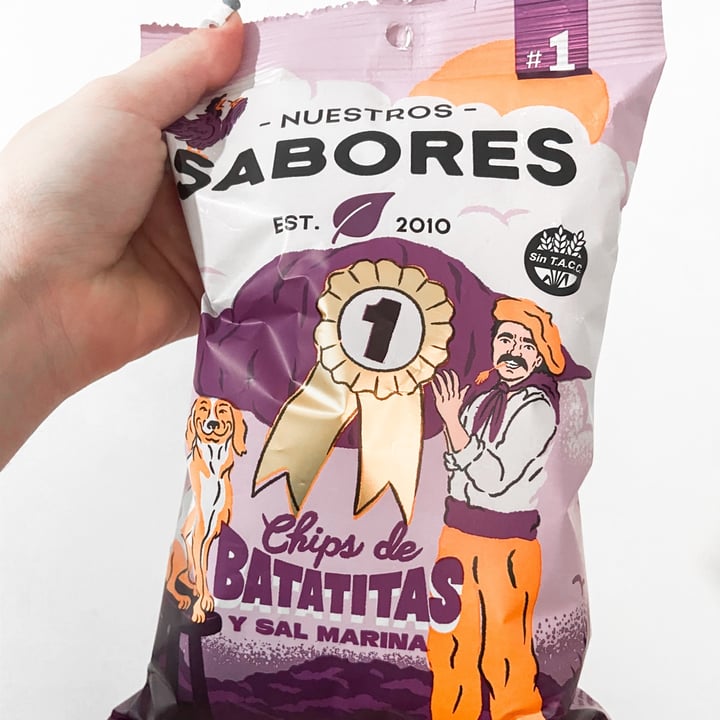 #1
- NUESTROS -
SABORES
EST. 2010
Sin T.A.C.C.
1
Chips de
BATATITAS
Y SAL MARINA